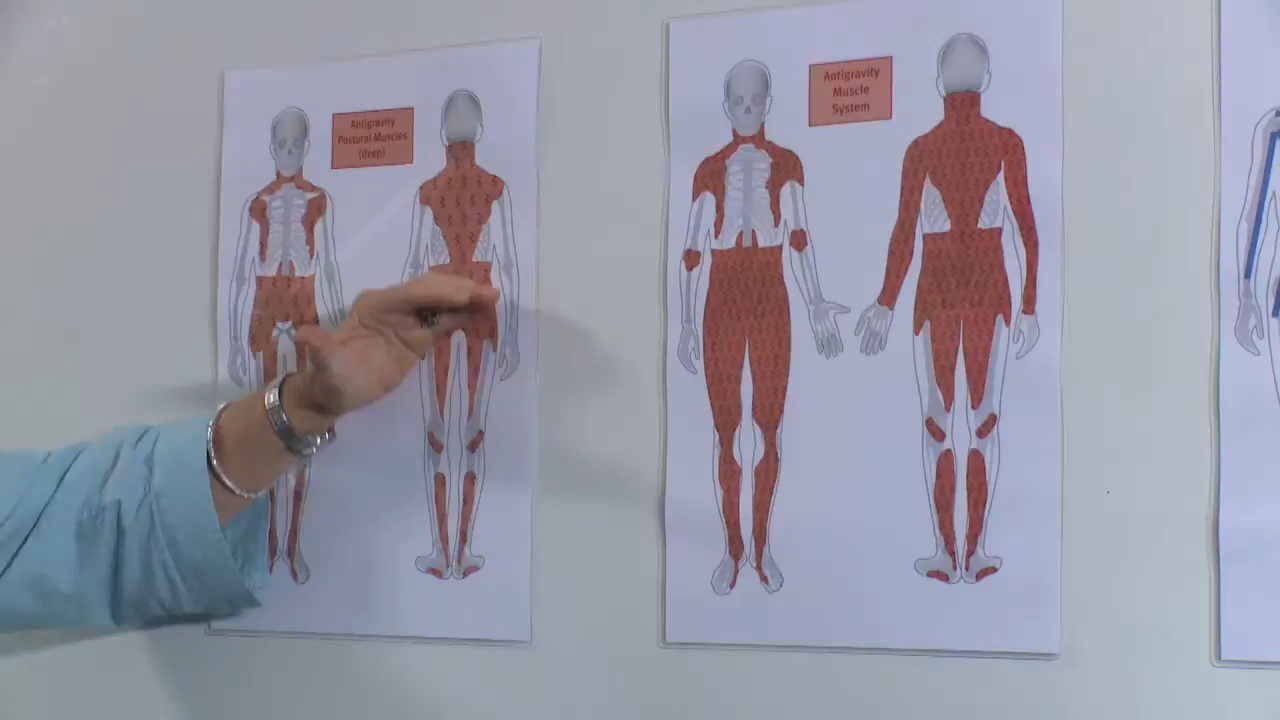 Antigravity
Postural Muscles
(deep)
Antigravity
Muscle
System